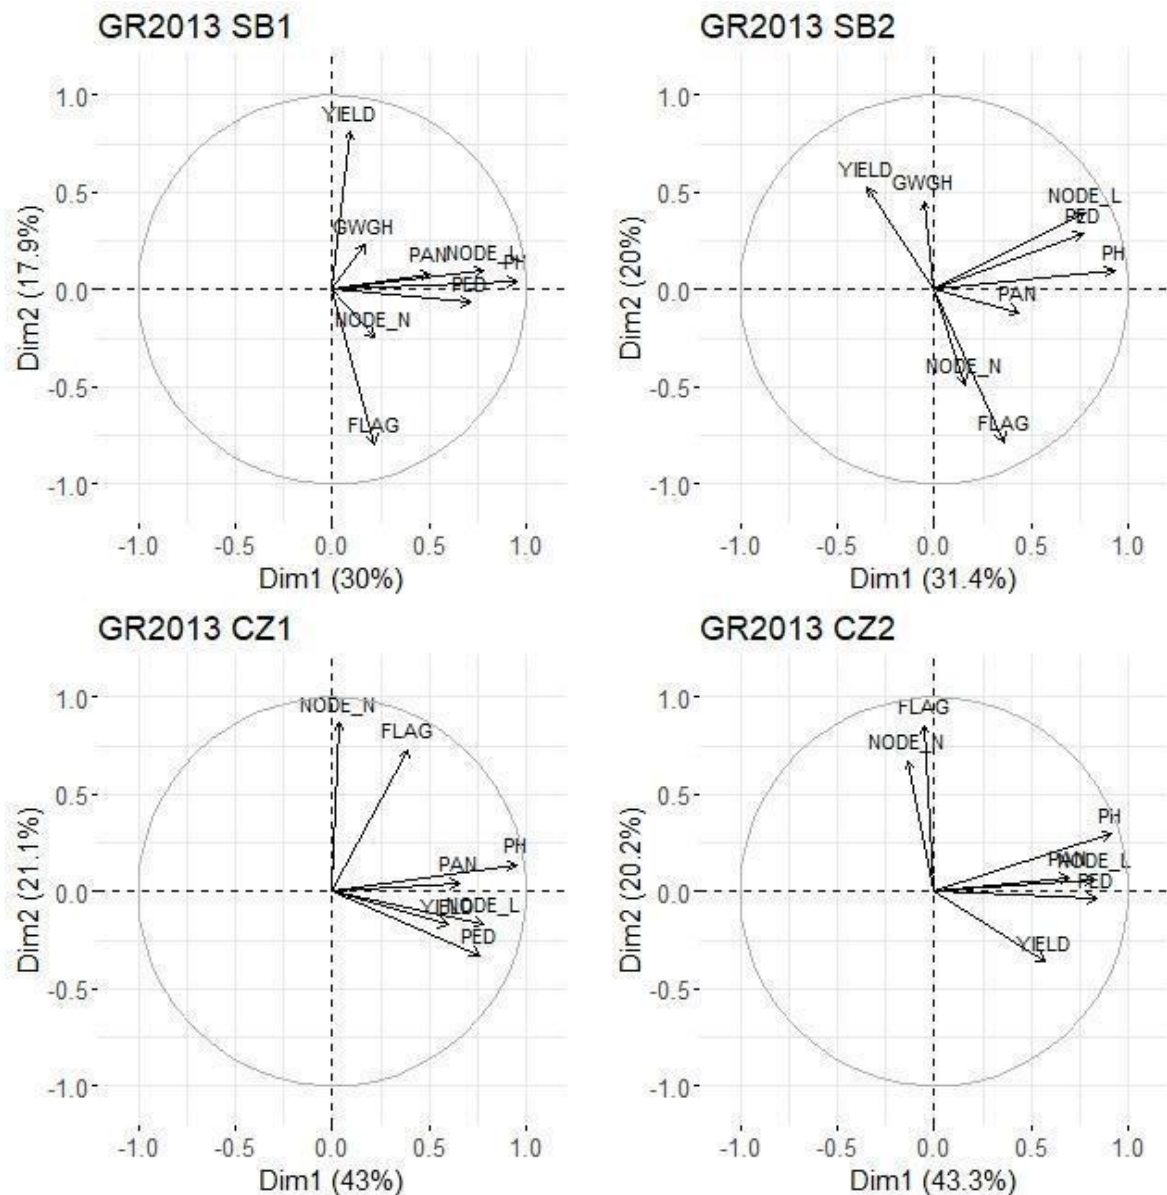 GR2013 SB1
Dim2 (17.9%)
1.0
0.5
0.0
-0.5
-1.0
YIELD
GWGH
PAN
NODE_L
PH
PED
NODE_N
FLAG
-1.0 -0.5 0.0 0.5 1.0
Dim1 (30%)
GR2013 SB2
Dim2 (20%)
1.0
0.5
0.0
-0.5
-1.0
YIELD
GWGH
NODE_L
PED
PH
PAN
NODE_N
FLAG
-1.0 -0.5 0.0 0.5 1.0
Dim1 (31.4%)
GR2013 CZ1
Dim2 (21.1%)
1.0
0.5
0.0
-0.5
-1.0
NODE_N
FLAG
PH
PAN
YIELD
NODE_L
PED
-1.0 -0.5 0.0 0.5 1.0
Dim1 (43%)
GR2013 CZ2
Dim2 (20.2%)
1.0
0.5
0.0
-0.5
-1.0
FLAG
NODE_N
PH
PAN
NODE_L
PED
YIELD
-1.0 -0.5 0.0 0.5 1.0
Dim1 (43.3%)